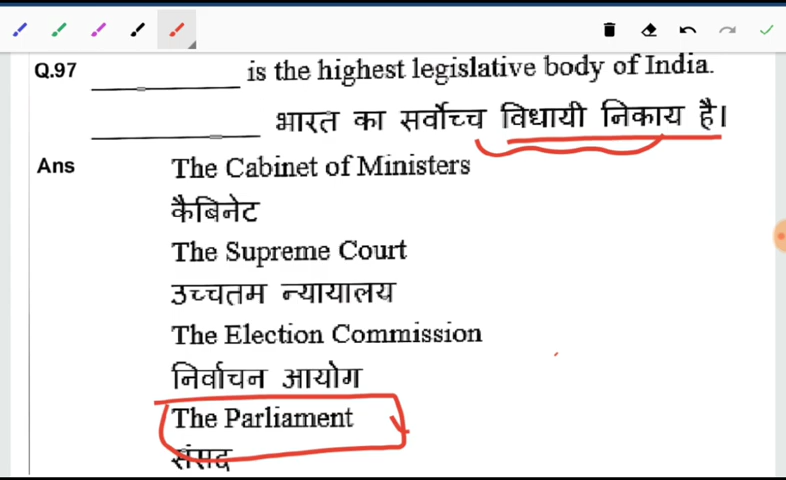 Q.97 ________ is the highest legislative body of India.
________ भारत का सर्वोच्च विधायी निकाय है।
Ans The Cabinet of Ministers
कैबिनेट
The Supreme Court
उच्चतम न्यायालय
The Election Commission
निर्वाचन आयोग
The Parliament
संसद